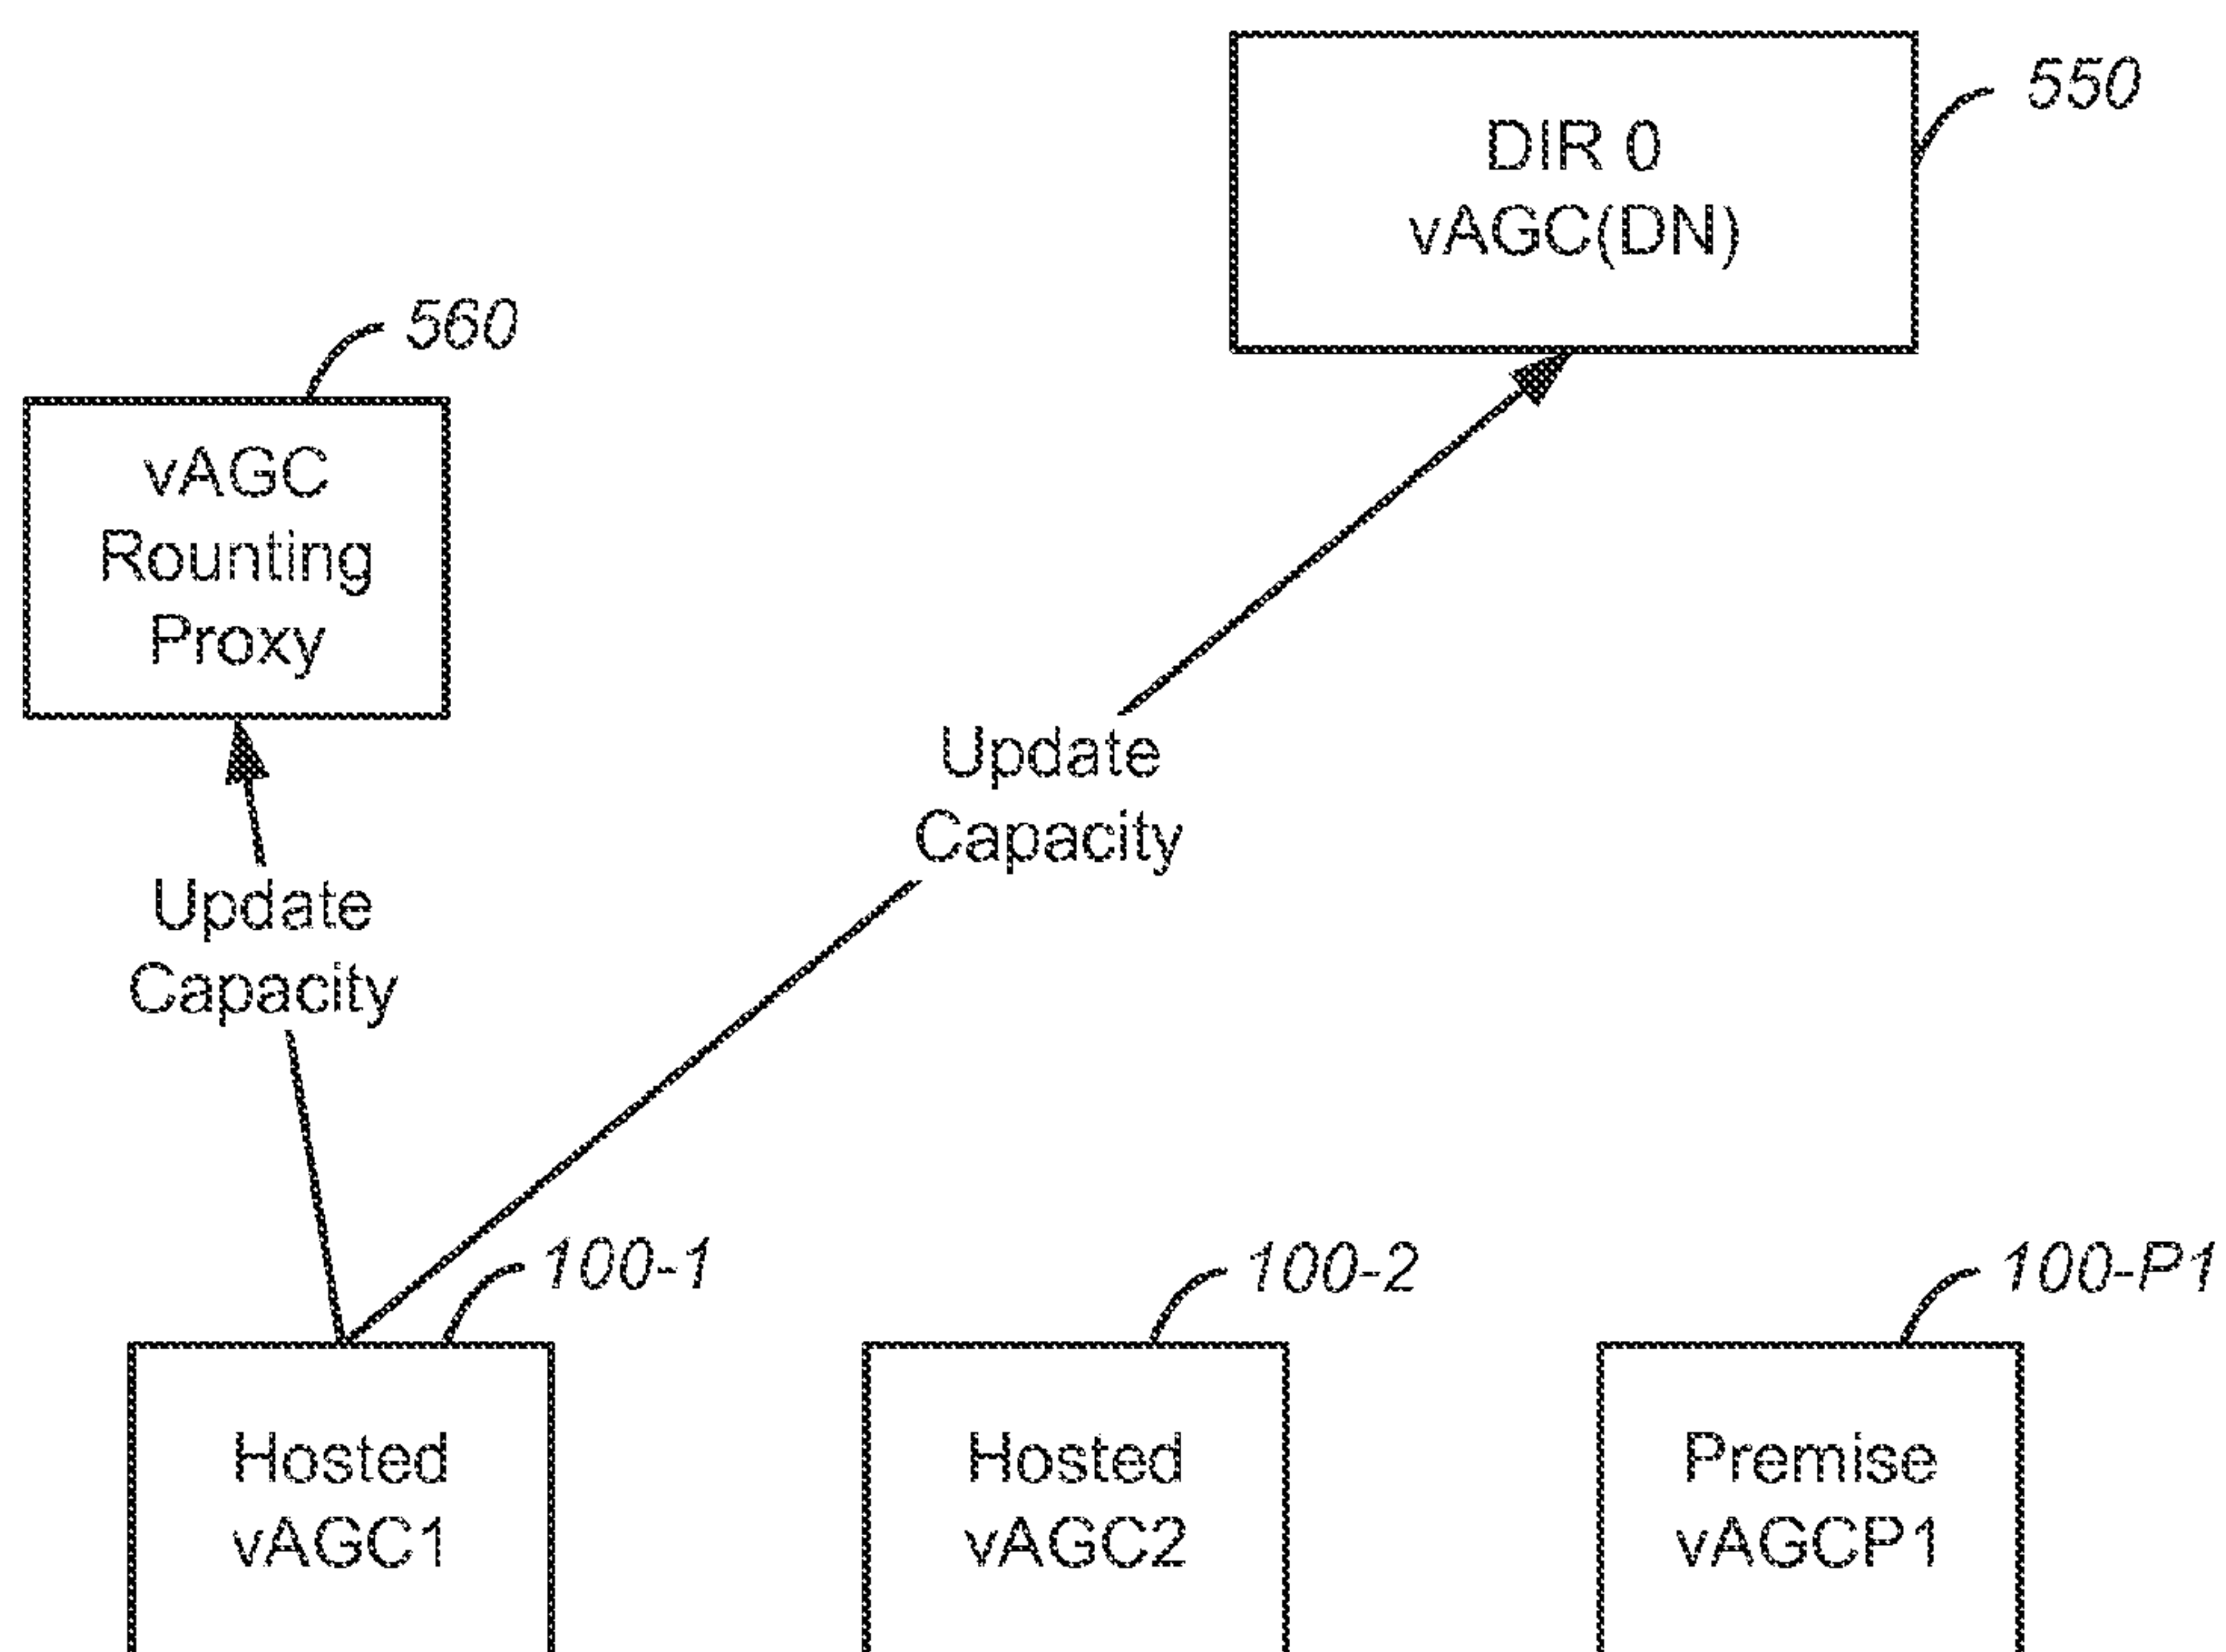 DIR 0
vAGC(DN)
550
560
vAGC
Rounting
Proxy
Update
Capacity
Update
Capacity
100-1
100-2
100-P1
Hosted
vAGC1
Hosted
vAGC2
Premise
vAGCP1